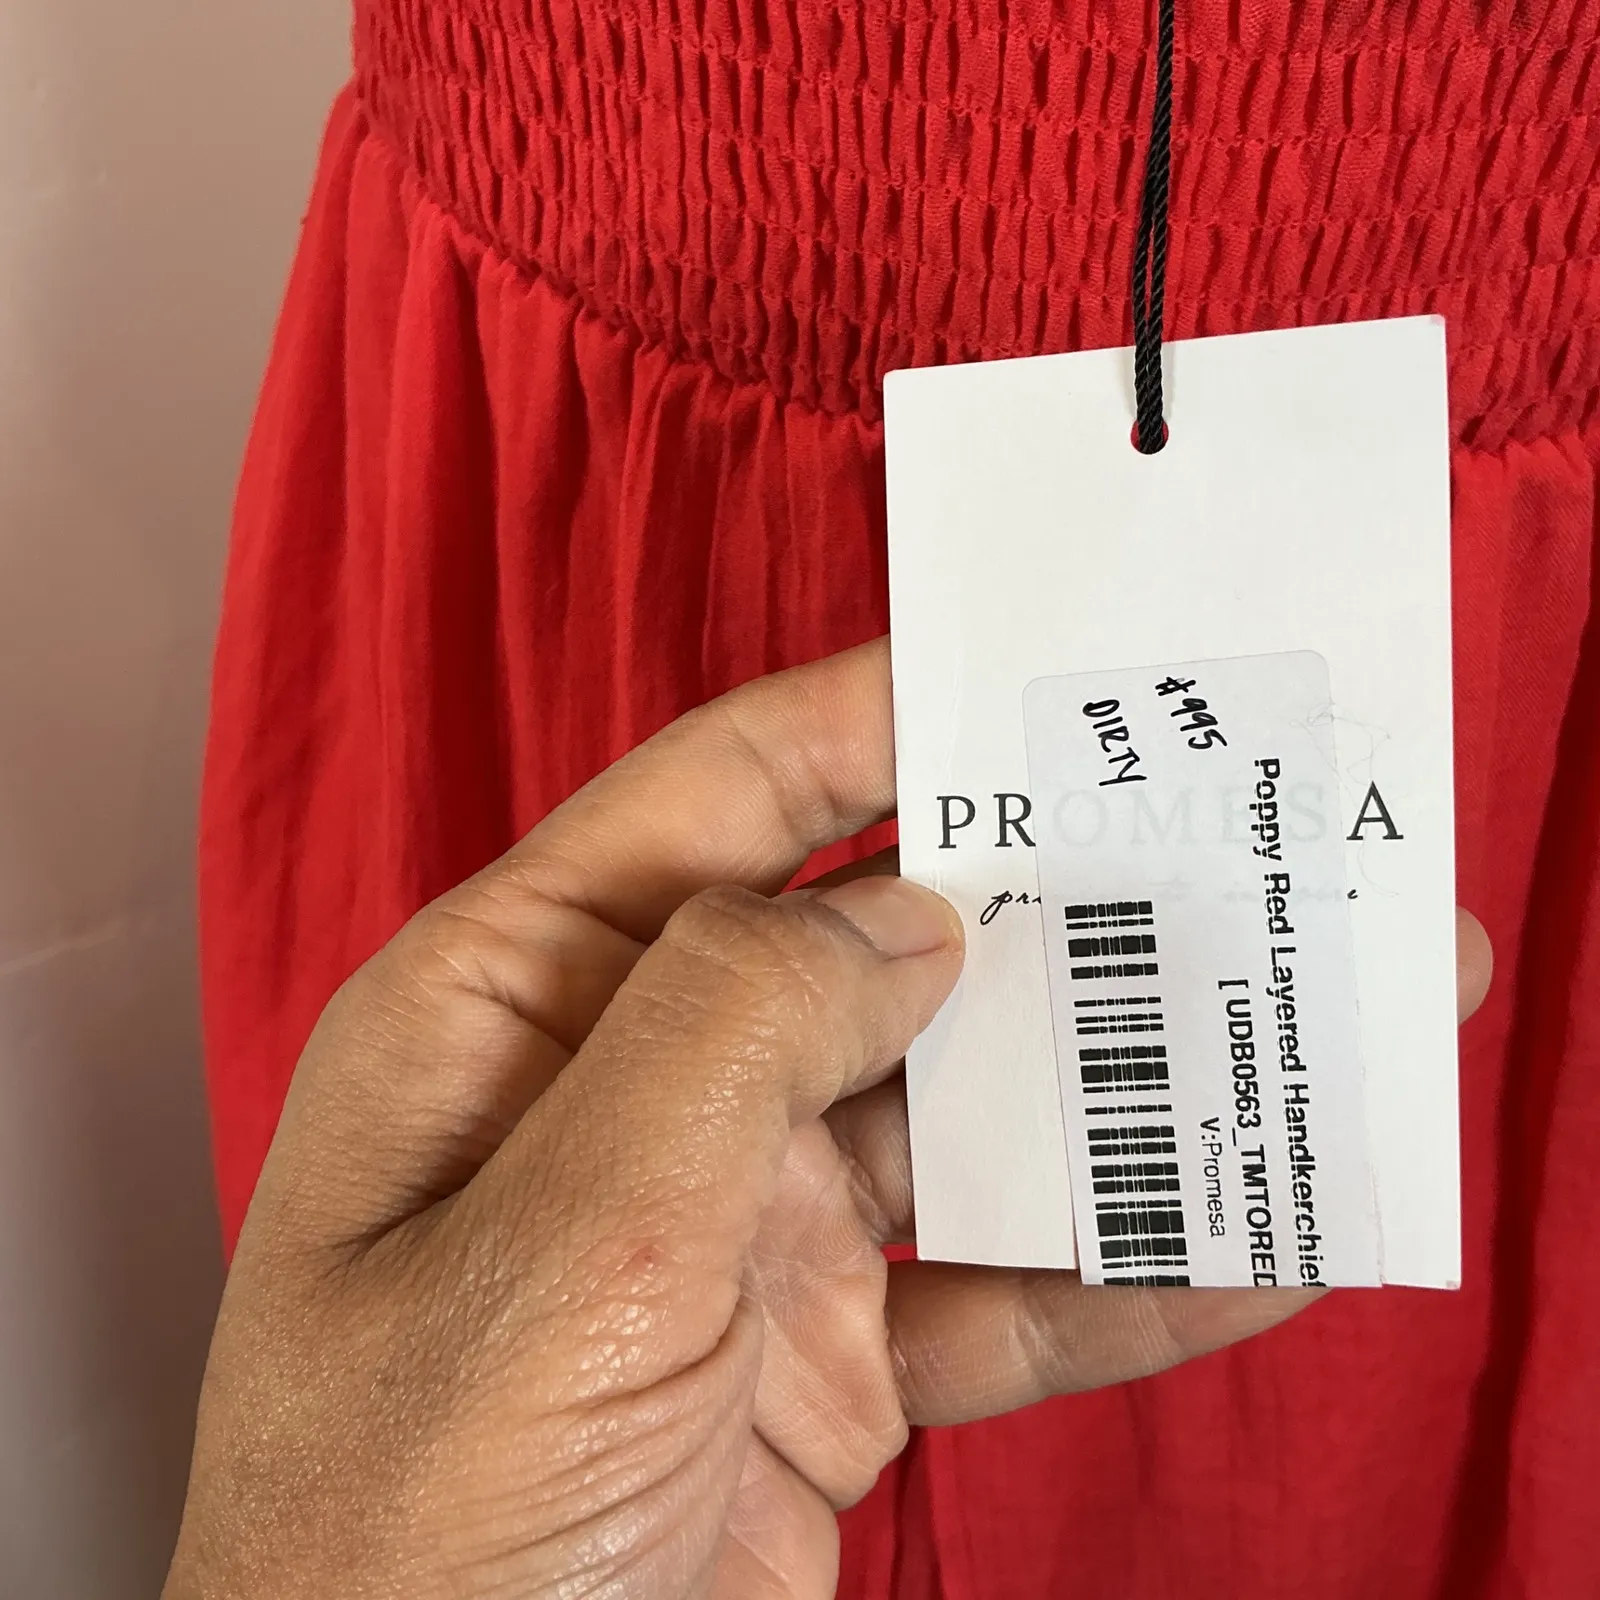 PROMESA
#995
DIRTY
Poppy Red Layered Handkerchief
[ UDB0563_TMTORED
V:Promesa